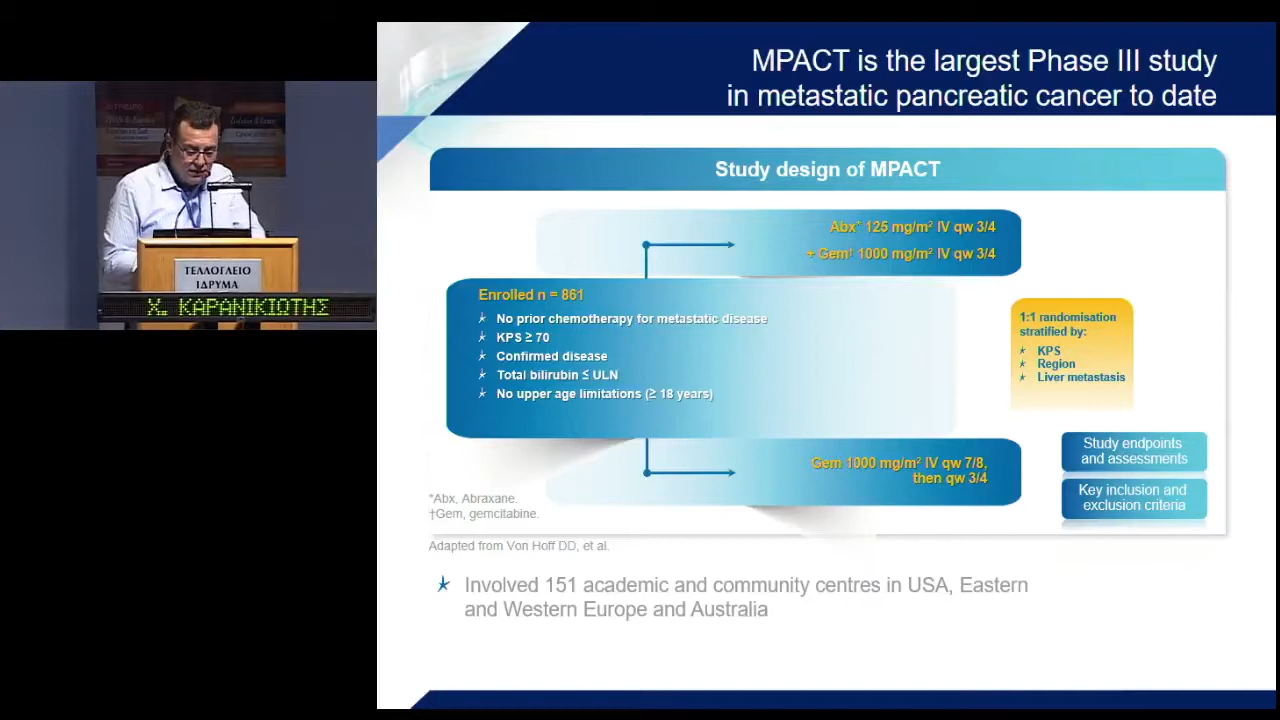 ΤΕΛΛΟΓΛΕΙΟ
ΙΔΡΥΜΑ
Χ. ΚΑΡΑΝΙΚΙΩΤΗΣ
MPACT is the largest Phase III study
in metastatic pancreatic cancer to date
Study design of MPACT
Abx* 125 mg/m² IV qw 3/4
+ Gem† 1000 mg/m² IV qw 3/4
Enrolled n = 861
No prior chemotherapy for metastatic disease
KPS ≥ 70
Confirmed disease
Total bilirubin ≤ ULN
No upper age limitations (≥ 18 years)
1:1 randomisation
stratified by:
KPS
Region
Liver metastasis
Gem 1000 mg/m² IV qw 7/8,
then qw 3/4
Study endpoints
and assessments
Key inclusion and
exclusion criteria
*Abx, Abraxane.
†Gem, gemcitabine.
Adapted from Von Hoff DD, et al.
Involved 151 academic and community centres in USA, Eastern
and Western Europe and Australia